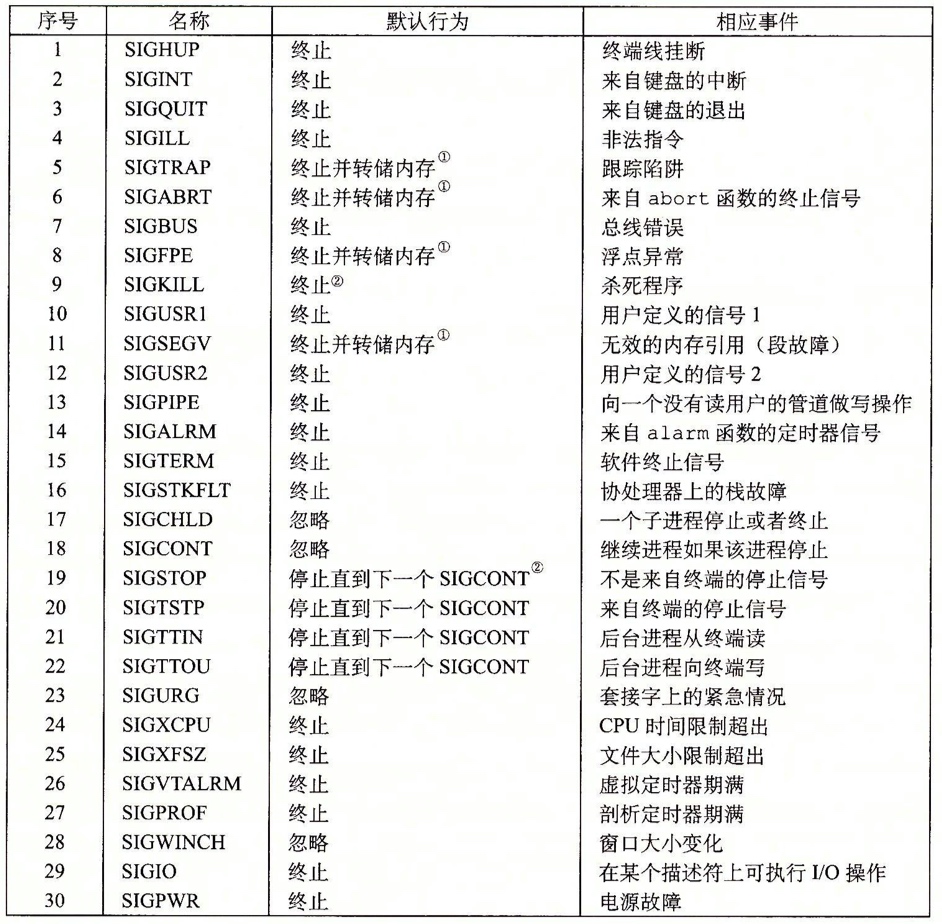 序号 名称 默认行为 相应事件
1 SIGHUP 终止 终端线挂断
2 SIGINT 终止 来自键盘的中断
3 SIGQUIT 终止 来自键盘的退出
4 SIGILL 终止 非法指令
5 SIGTRAP 终止并转储内存① 跟踪陷阱
6 SIGABRT 终止并转储内存① 来自 abort 函数的终止信号
7 SIGBUS 终止 总线错误
8 SIGFPE 终止并转储内存① 浮点异常
9 SIGKILL 终止② 杀死程序
10 SIGUSR1 终止 用户定义的信号 1
11 SIGSEGV 终止并转储内存① 无效的内存引用（段故障）
12 SIGUSR2 终止 用户定义的信号 2
13 SIGPIPE 终止 向一个没有读用户的管道做写操作
14 SIGALRM 终止 来自 alarm 函数的定时器信号
15 SIGTERM 终止 软件终止信号
16 SIGSTKFLT 终止 协处理器上的栈故障
17 SIGCHLD 忽略 一个子进程停止或者终止
18 SIGCONT 忽略 继续进程如果该进程停止
19 SIGSTOP 停止直到下一个 SIGCONT② 不是来自终端的停止信号
20 SIGTSTP 停止直到下一个 SIGCONT 来自终端的停止信号
21 SIGTTIN 停止直到下一个 SIGCONT 后台进程从终端读
22 SIGTTOU 停止直到下一个 SIGCONT 后台进程向终端写
23 SIGURG 忽略 套接字上的紧急情况
24 SIGXCPU 终止 CPU 时间限制超出
25 SIGXFSZ 终止 文件大小限制超出
26 SIGVTALRM 终止 虚拟定时器期满
27 SIGPROF 终止 剖析定时器期满
28 SIGWINCH 忽略 窗口大小变化
29 SIGIO 终止 在某个描述符上可执行 I/O 操作
30 SIGPWR 终止 电源故障